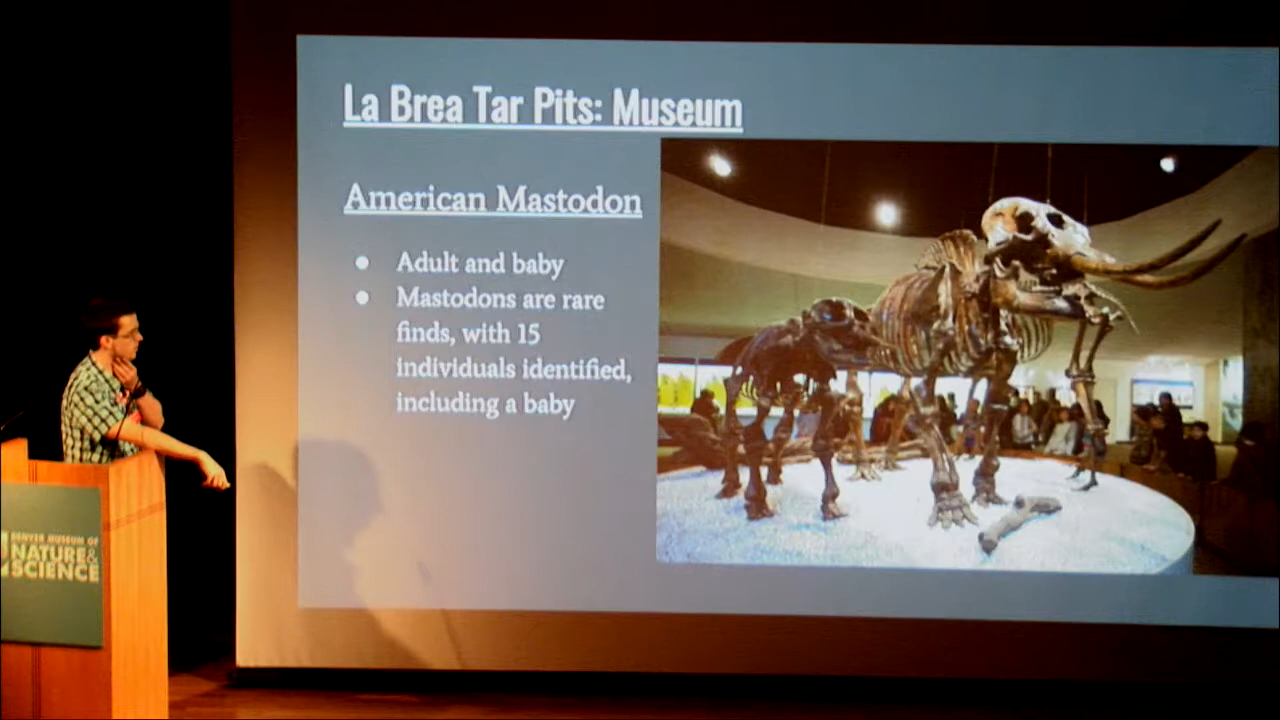 La Brea Tar Pits: Museum
American Mastodon
• Adult and baby
• Mastodons are rare
finds, with 15
individuals identified,
including a baby
DENVER MUSEUM OF
NATURE&
SCIENCE